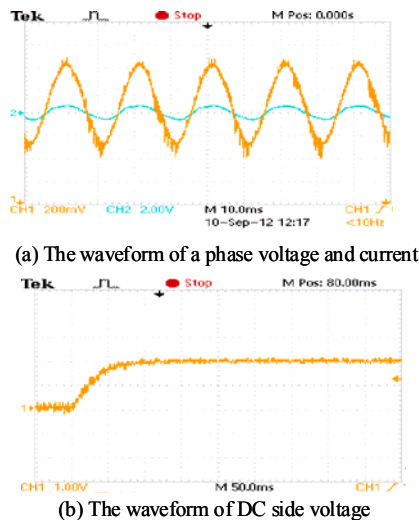 Tek Stop M Pos: 0.000s
2
1
CH1 200mV CH2 2.00V M 10.0ms CH1
10-Sep-12 12:17 <10Hz
(a) The waveform of a phase voltage and current
Tek Stop M Pos: 80.00ms
1
CH1 1.00V M 50.0ms CH1
(b) The waveform of DC side voltage